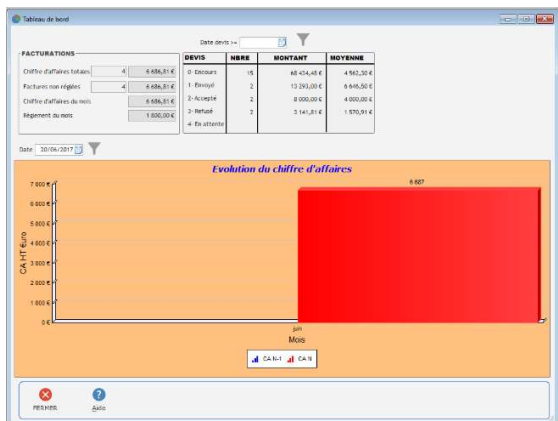 Tableau de bord
Date devis >=
FACTURATIONS
Chiffre d'affaires totales 4 6 686,81 €
Factures non réglées 4 6 686,81 €
Chiffre d'affaires du mois 6 686,81 €
Règlement du mois 1 800,00 €
DEVIS NBRE MONTANT MOYENNE
0- Encours 15 68 434,48 € 4 562,30 €
1- Envoyé 2 13 293,00 € 6 646,50 €
2- Accepté 2 8 000,00 € 4 000,00 €
3- Refusé 2 3 141,81 € 1 570,91 €
4- En attente
Date 20/06/2017
Evolution du chiffre d'affaires
7 000 €
6 000 €
5 000 €
4 000 €
3 000 €
2 000 €
1 000 €
0 €
CA HT €uro
6 687
juin
Mois
CA N-1 CA N
FERMER
Aide